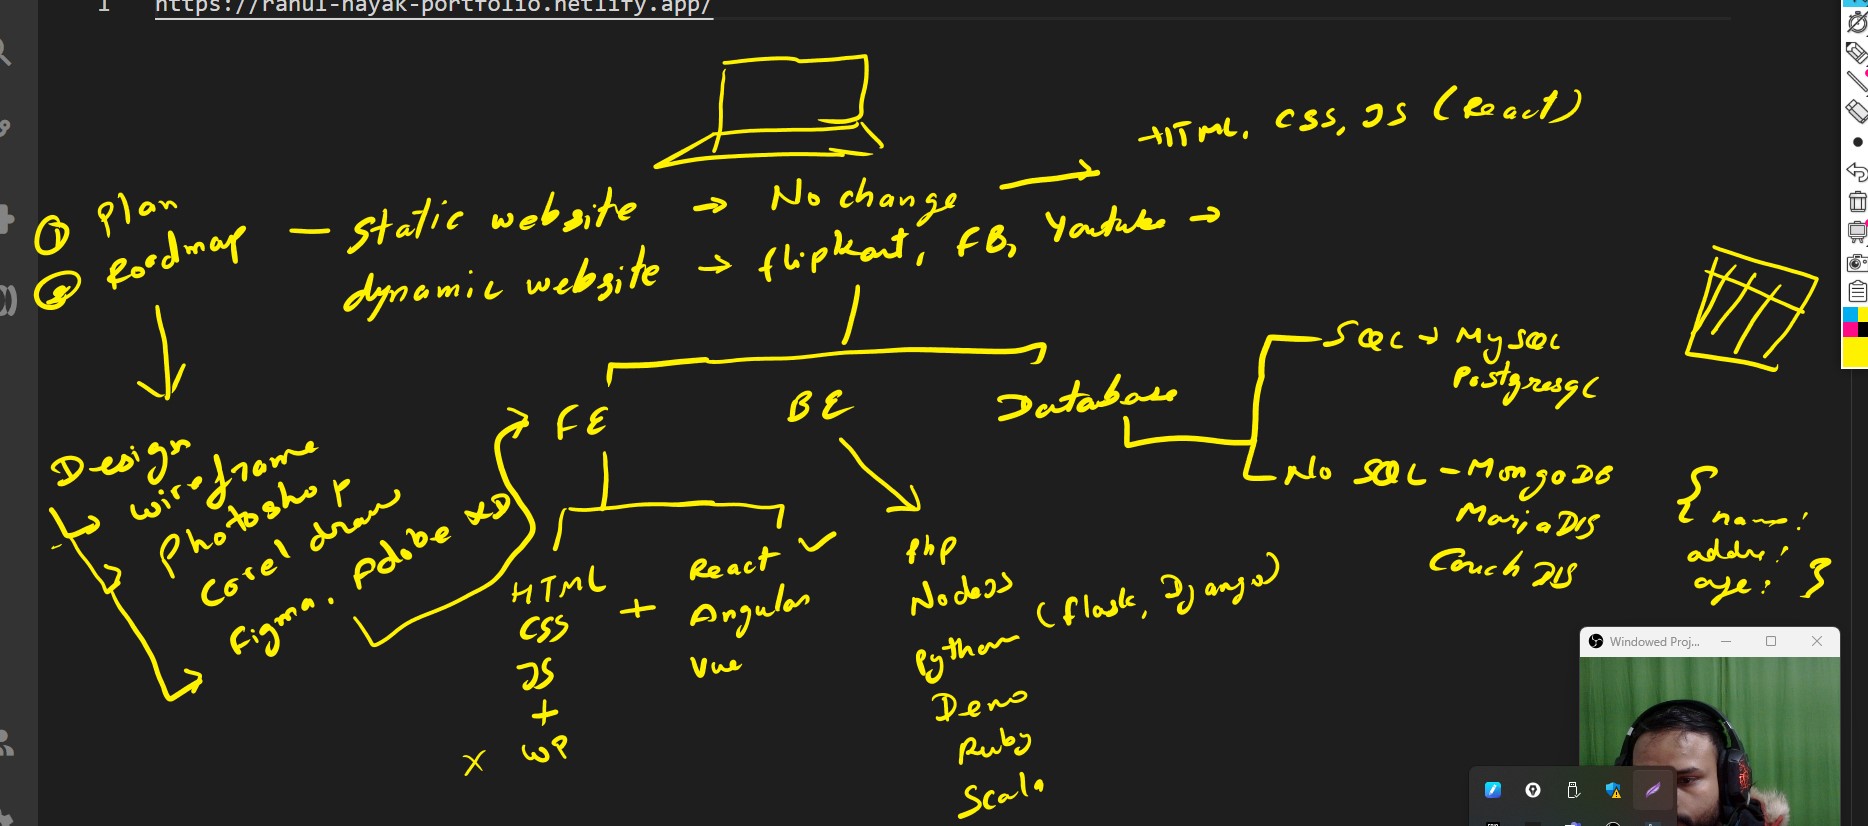 1 https://rahul-nayak-portfolio.netlify.app/
HTML, CSS, JS (React)
① Plan
② Roadmap — static website → No change →
dynamic website → flipkart, FB, Youtube →
FE
BE
Database
SQL → MySQL
PostgresqL
No SQL - MongoDB
MariaDB
CouchDB
{ name:
addre:
age: }
Design
wireframe
Photoshop
Corel draw
Figma, Adobe XD
HTML
CSS
JS
+
WP
X
+
React ✓
Angular
Vue
Php
NodeJS
Python (flask, Django)
Deno
Ruby
Scala
Windowed Proj...